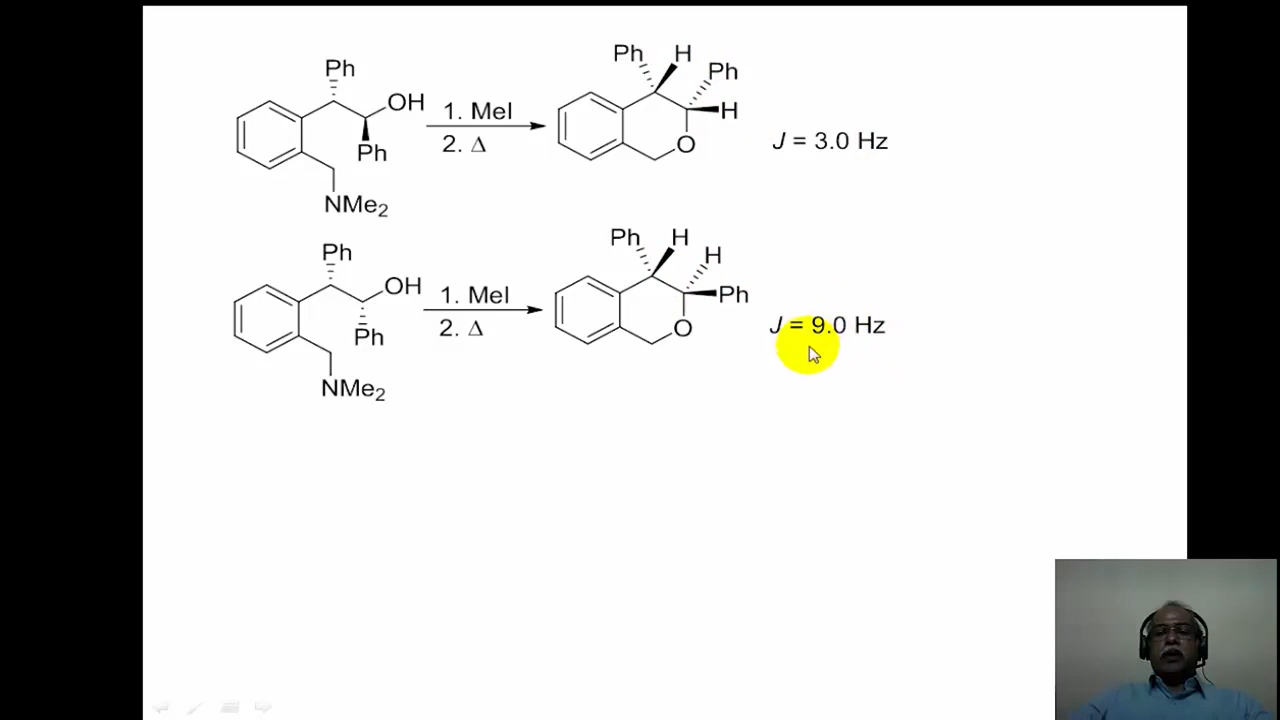 Ph
OH
Ph
NMe2
1. MeI
2. Δ
Ph
H
Ph
H
O
J = 3.0 Hz
Ph
OH
Ph
NMe2
1. MeI
2. Δ
Ph
H
H
Ph
O
J = 9.0 Hz